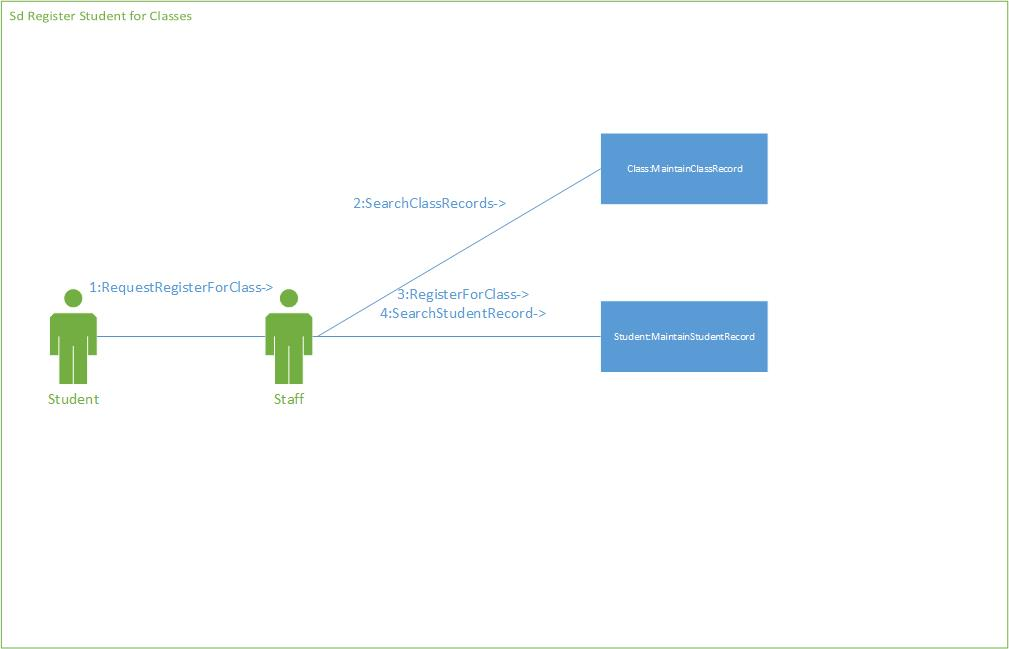 Sd Register Student for Classes
Class:MaintainClassRecord
2:SearchClassRecords->
1:RequestRegisterForClass->
3:RegisterForClass->
4:SearchStudentRecord->
Student:MaintainStudentRecord
Student
Staff